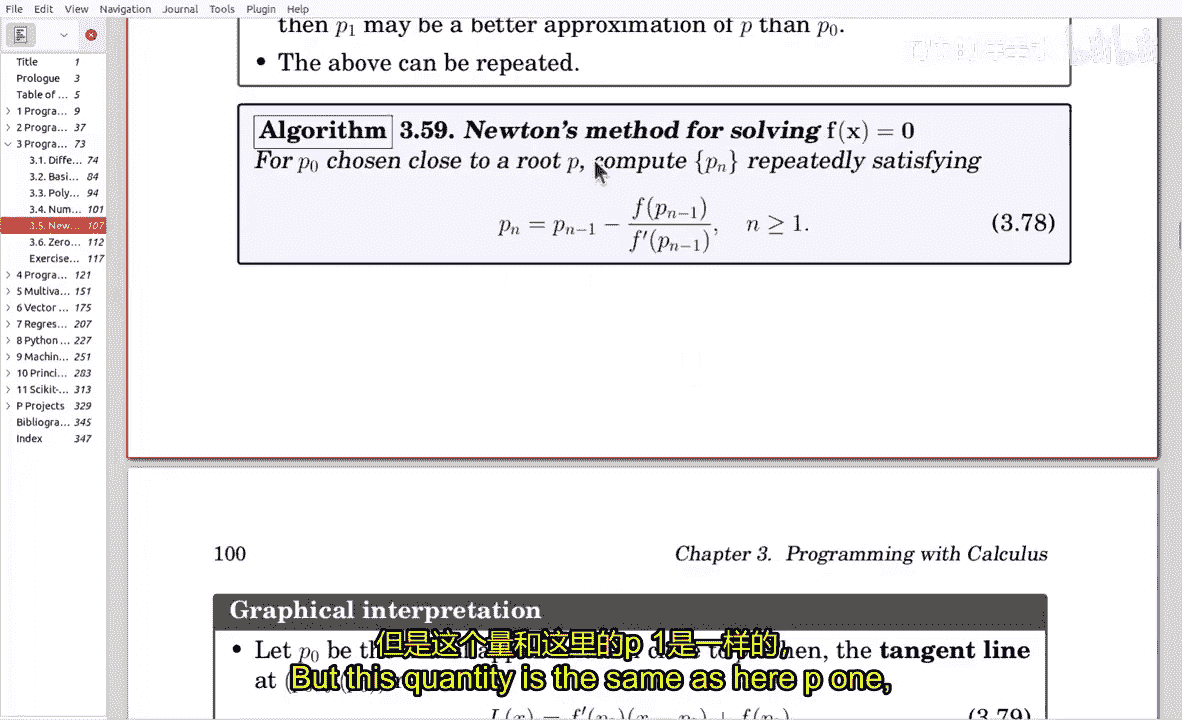 File Edit View Navigation Journal Tools Plugin Help
Title 1
Prologue 3
Table of ... 5
1 Progra... 9
2 Progra... 37
3 Progra... 73
3.1. Diffe... 74
3.2. Basi... 84
3.3. Poly... 94
3.4. Num... 101
3.5. New... 107
3.6. Zero... 112
Exercise... 117
4 Progra... 121
5 Multiva... 151
6 Vector ... 175
7 Regres... 207
8 Python ... 227
9 Machin... 251
10 Princi... 283
11 Scikit-... 313
P Projects 329
Bibliogra... 345
Index 347
then p₁ may be a better approximation of p than p₀.
• The above can be repeated.
Algorithm 3.59. Newton's method for solving f(x) = 0
For p₀ chosen close to a root p, compute {pₙ} repeatedly satisfying
pₙ = pₙ₋₁ − f(pₙ₋₁)/f′(pₙ₋₁), n ≥ 1. (3.78)
100 Chapter 3. Programming with Calculus
Graphical interpretation
• Let p₀ be the then, the tangent line
at
(3.79)
但是这个量和这里的p 1是一样的,
But this quantity is the same as here p one,